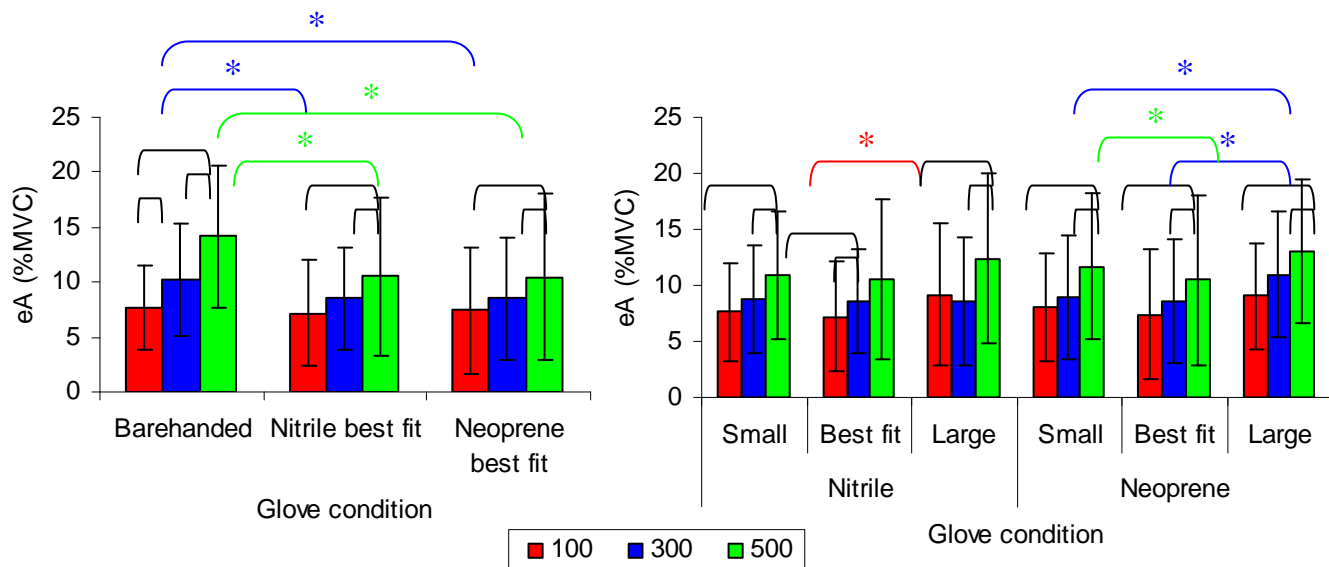 *
*
*
*
25
20
15
10
5
0
eA (%MVC)
Barehanded Nitrile best fit Neoprene
best fit
Glove condition
*
*
*
*
25
20
15
10
5
0
eA (%MVC)
Small Best fit Large Small Best fit Large
Nitrile Neoprene
Glove condition
100 300 500